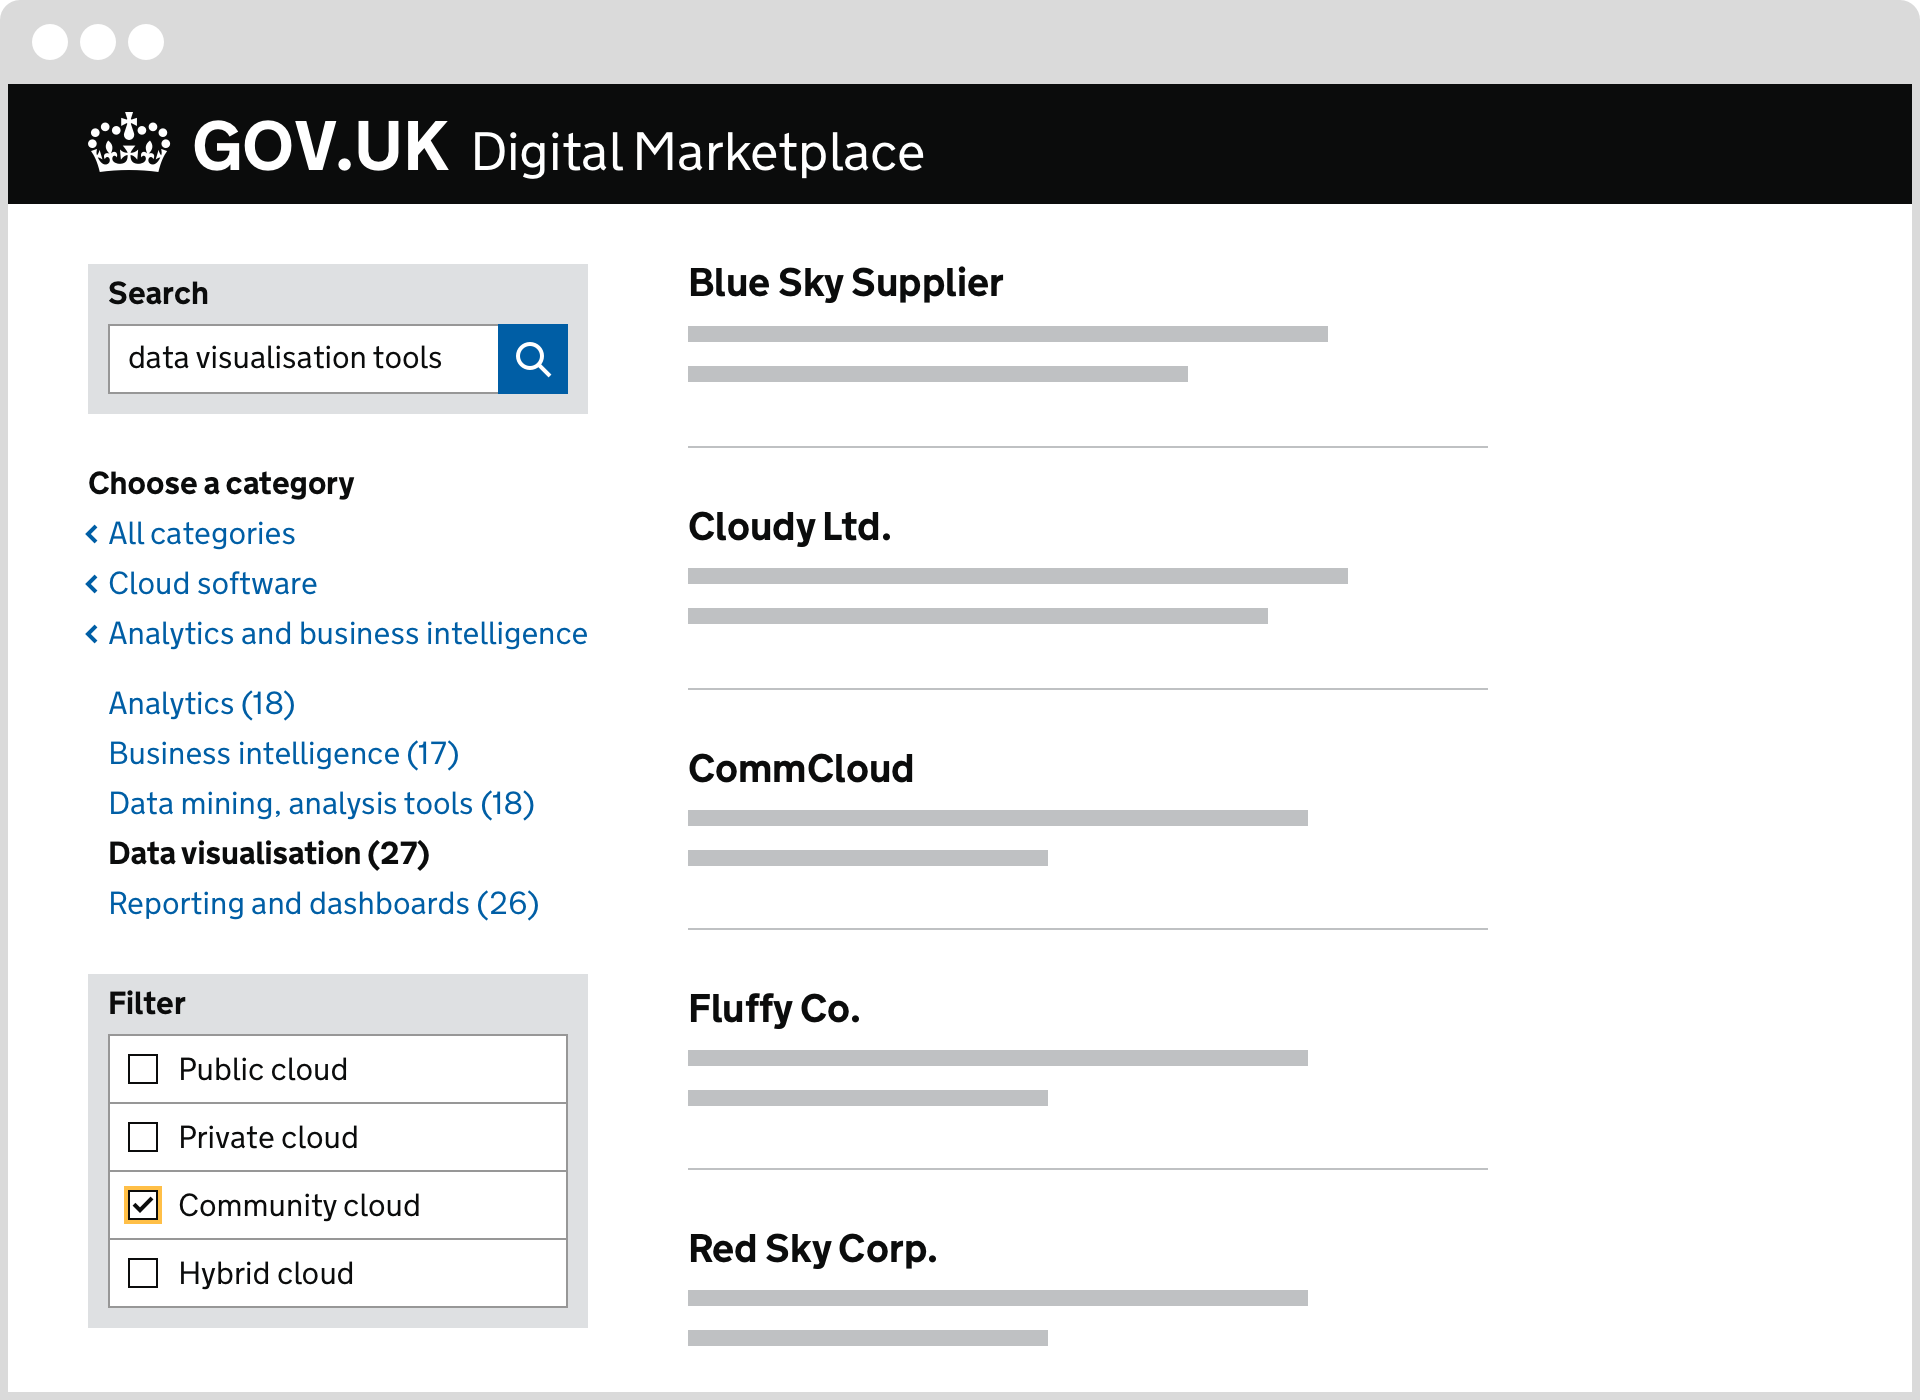 GOV.UK Digital Marketplace
Search
data visualisation tools
Choose a category
All categories
Cloud software
Analytics and business intelligence
Analytics (18)
Business intelligence (17)
Data mining, analysis tools (18)
Data visualisation (27)
Reporting and dashboards (26)
Filter
Public cloud
Private cloud
Community cloud
Hybrid cloud
Blue Sky Supplier
Cloudy Ltd.
CommCloud
Fluffy Co.
Red Sky Corp.